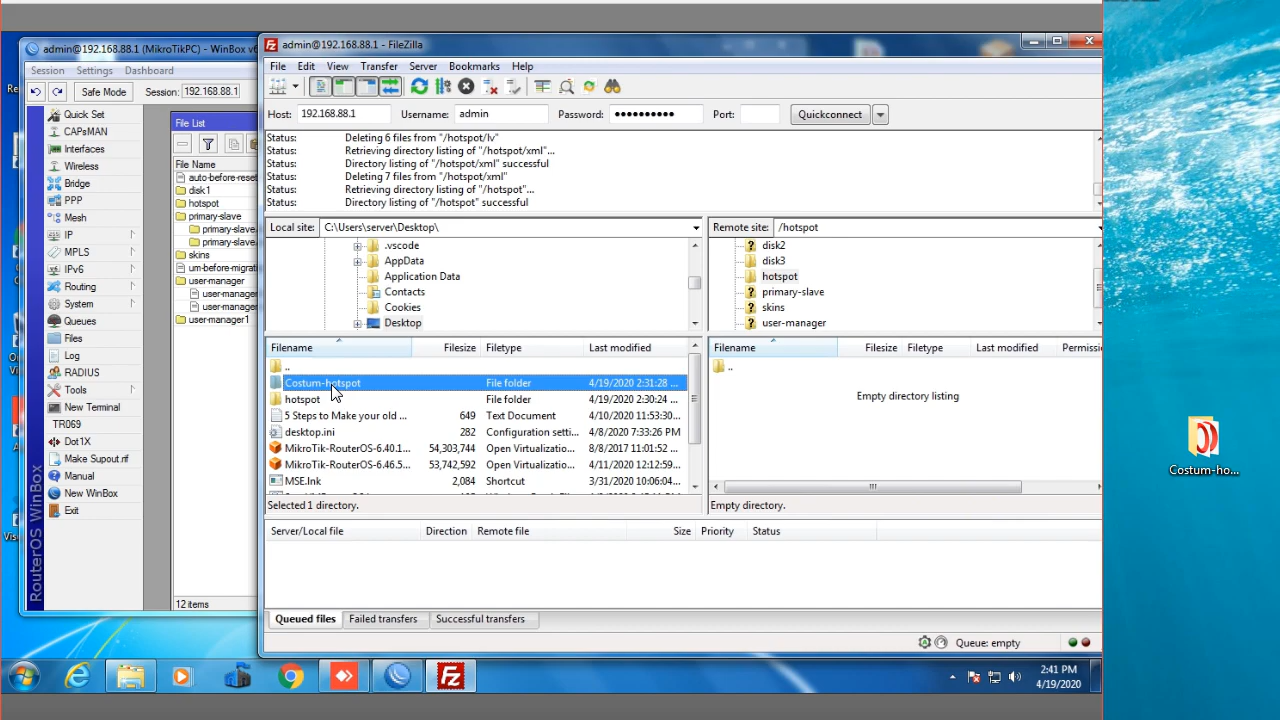 admin@192.168.88.1 (MikroTikPC) - WinBox v6
Session Settings Dashboard
Safe Mode Session: 192.168.88.1
Quick Set
CAPsMAN
Interfaces
Wireless
Bridge
PPP
Mesh
IP
MPLS
IPv6
Routing
System
Queues
Files
Log
RADIUS
Tools
New Terminal
TR069
Dot1X
Make Supout.rif
Manual
New WinBox
Exit
RouterOS WinBox
File List
File Name
auto-before-reset
disk1
hotspot
primary-slave
primary-slave
primary-slave
skins
um-before-migrati
user-manager
user-manager
user-manager
user-manager1
12 items
admin@192.168.88.1 - FileZilla
File Edit View Transfer Server Bookmarks Help
Host: 192.168.88.1 Username: admin Password: ●●●●●●●●●● Port: Quickconnect
Status: Deleting 6 files from "/hotspot/lv"
Status: Retrieving directory listing of "/hotspot/xml"...
Status: Directory listing of "/hotspot/xml" successful
Status: Deleting 7 files from "/hotspot/xml"
Status: Retrieving directory listing of "/hotspot"...
Status: Directory listing of "/hotspot" successful
Local site: C:\Users\server\Desktop\
.vscode
AppData
Application Data
Contacts
Cookies
Desktop
Remote site: /hotspot
disk2
disk3
hotspot
primary-slave
skins
user-manager
Filename Filesize Filetype Last modified
..
Costum-hotspot File folder 4/19/2020 2:31:28 ...
hotspot File folder 4/19/2020 2:30:24 ...
5 Steps to Make your old ... 649 Text Document 4/10/2020 11:53:30...
desktop.ini 282 Configuration setti... 4/8/2020 7:33:26 PM
MikroTik-RouterOS-6.40.1... 54,303,744 Open Virtualizatio... 8/8/2017 11:01:52 ...
MikroTik-RouterOS-6.46.5... 53,742,592 Open Virtualizatio... 4/11/2020 12:12:59...
MSE.lnk 2,084 Shortcut 3/31/2020 10:06:04...
Selected 1 directory.
Filename Filesize Filetype Last modified Permissi
..
Empty directory listing
Empty directory.
Server/Local file Direction Remote file Size Priority Status
Queued files Failed transfers Successful transfers
Queue: empty
2:41 PM
4/19/2020
Costum-ho...